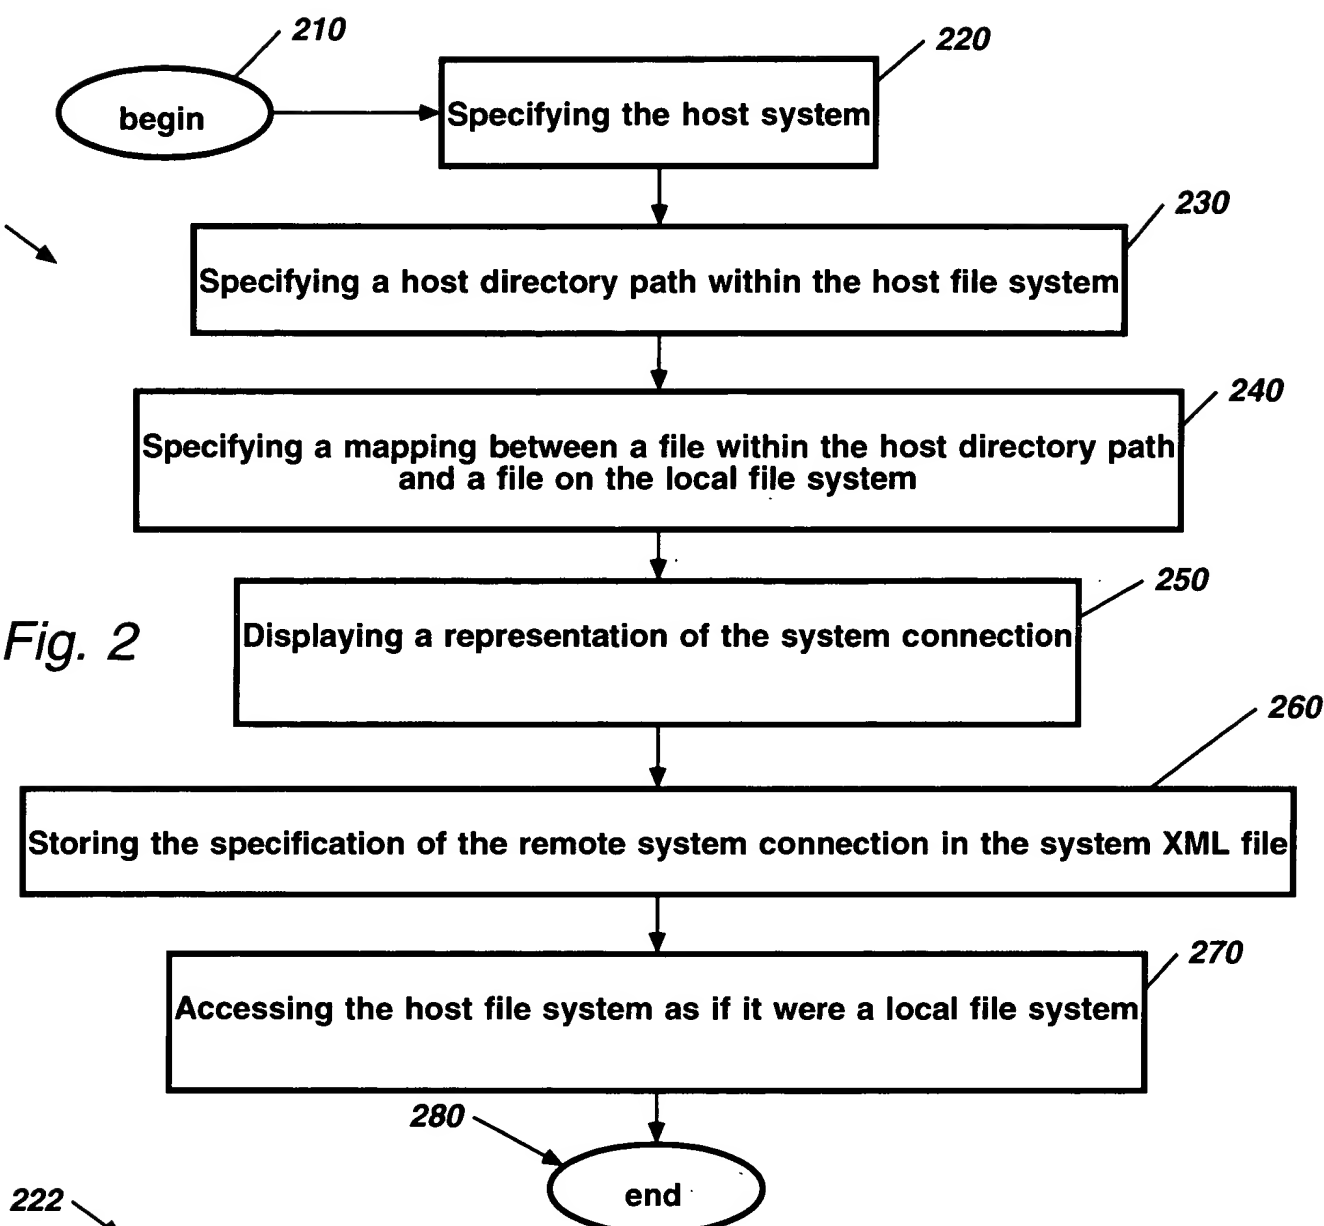 210
begin
220
Specifying the host system
230
Specifying a host directory path within the host file system
240
Specifying a mapping between a file within the host directory path
and a file on the local file system
250
Displaying a representation of the system connection
Fig. 2
260
Storing the specification of the remote system connection in the system XML file
270
Accessing the host file system as if it were a local file system
280
end
222